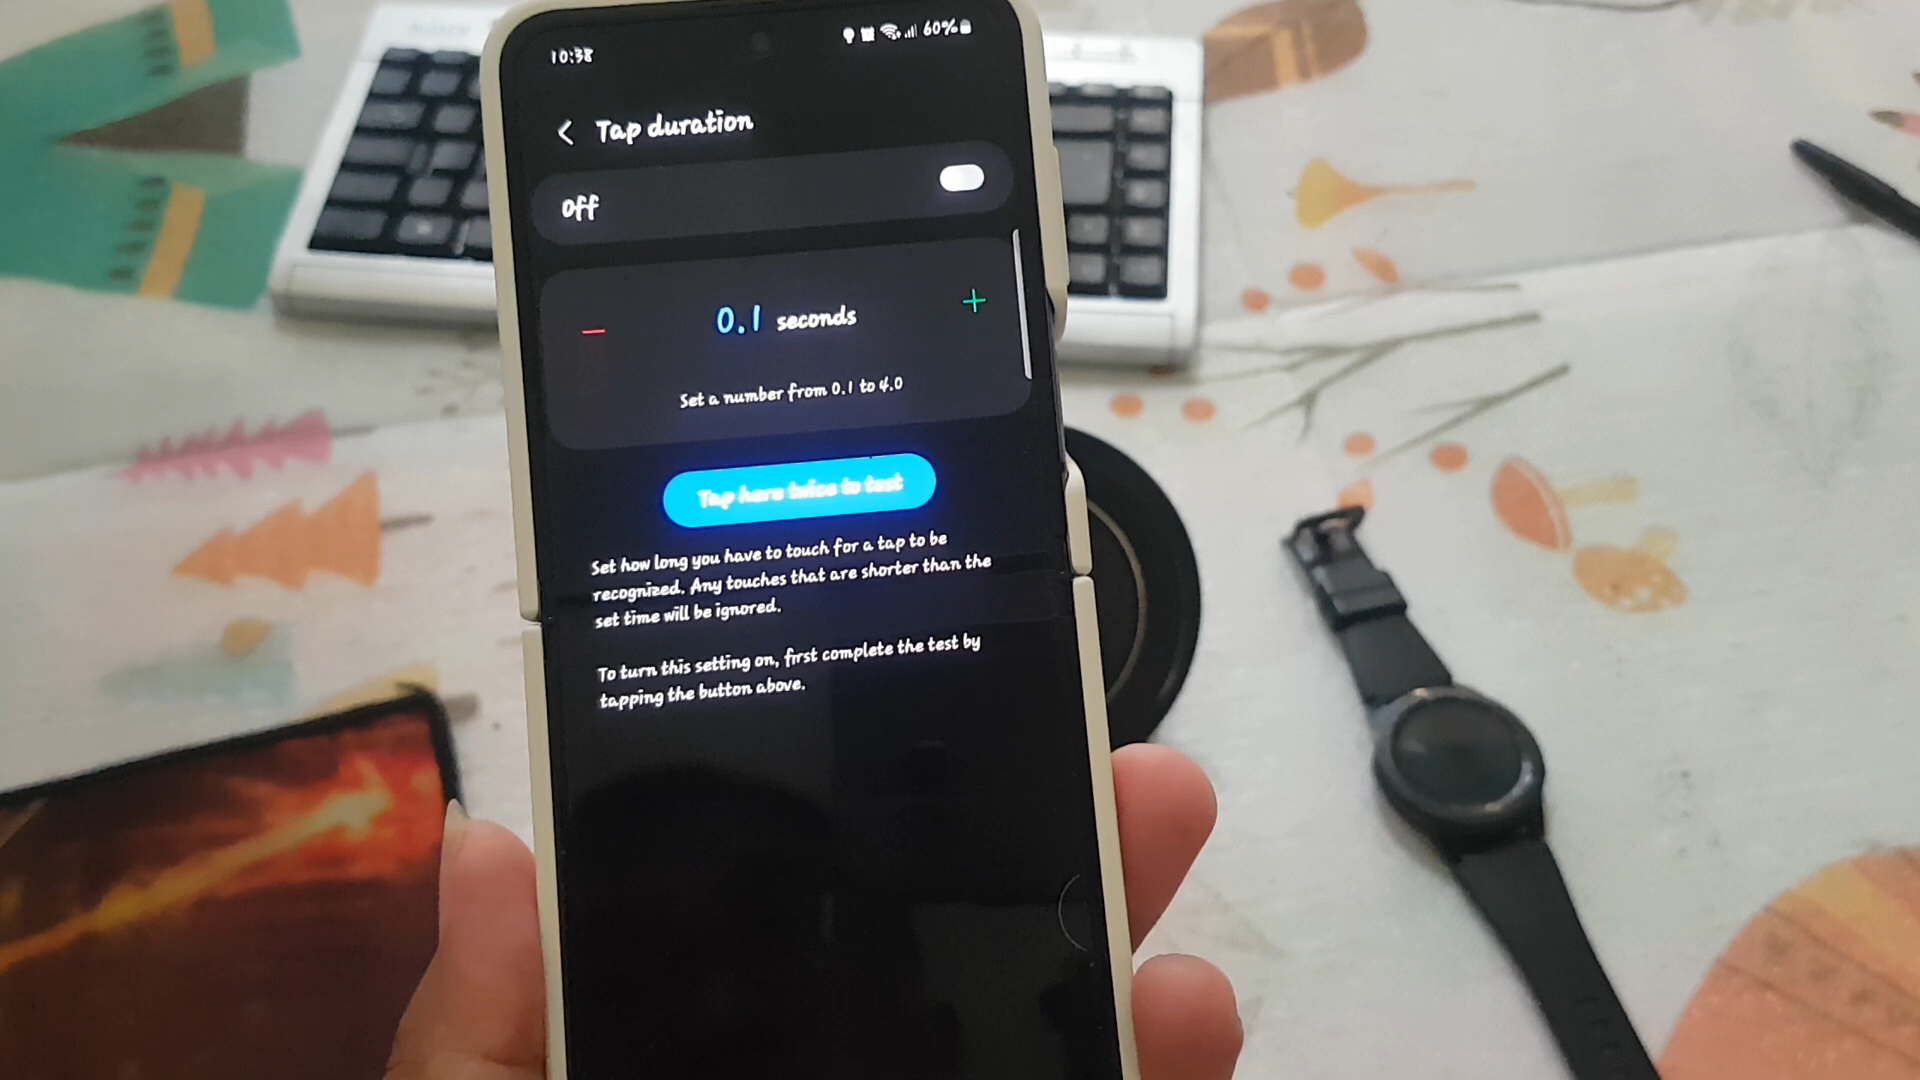 10:38
60%
Tap duration
Off
0.1 seconds
Set a number from 0.1 to 4.0
Tap here twice to test
Set how long you have to touch for a tap to be
recognized. Any touches that are shorter than the
set time will be ignored.
To turn this setting on, first complete the test by
tapping the button above.